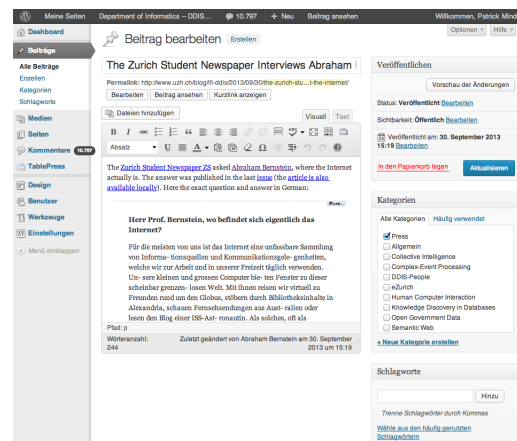 Meine Seiten Department of Informatics – DDIS... 10.797 + Neu Beitrag ansehen Willkommen, Patrick Mind
Optionen Hilfe
Dashboard
Beiträge
Alle Beiträge
Erstellen
Kategorien
Schlagworte
Medien
Seiten
Kommentare 10.797
TablePress
Design
Benutzer
Werkzeuge
Einstellungen
Menü einklappen
Beitrag bearbeiten Erstellen
The Zurich Student Newspaper Interviews Abraham
Permalink: http://www.uzh.ch/blog/ifi-ddis/2013/09/30/the-zurich-stu...t-the-internet/
Bearbeiten Beitrag ansehen Kurzlink anzeigen
Dateien hinzufügen
Visuell Text
Absatz
The Zurich Student Newspaper ZS asked Abraham Bernstein, where the Internet
actually is. The answer was published in the last issue (the article is also
available locally). Here the exact question and answer in German:
More...
Herr Prof. Bernstein, wo befindet sich eigentlich das
Internet?
Für die meisten von uns ist das Internet eine unfassbare Sammlung
von Informa- tionsquellen und Kommunikationsgele- genheiten,
welche wir zur Arbeit und in unserer Freizeit täglich verwenden.
Un- sere kleinen und grossen Computer bie- ten Fenster zu dieser
scheinbar grenzen- losen Welt. Mit ihnen reisen wir virtuell zu
Freunden rund um den Globus, stöbern durch Bibliotheksinhalte in
Alexandria, schauen Fernsehsendungen aus Aust- ralien oder
lesen den Blog einer ISS-Ast- ronautin. Als solches, oft als
Pfad: p
Wörteranzahl: 244
Zuletzt geändert von Abraham Bernstein am 30. September
2013 um 15:19
Veröffentlichen
Vorschau der Änderungen
Status: Veröffentlicht Bearbeiten
Sichtbarkeit: Öffentlich Bearbeiten
Veröffentlicht am: 30. September 2013
15:19 Bearbeiten
In den Papierkorb legen Aktualisieren
Kategorien
Alle Kategorien Häufig verwendet
Press
Allgemein
Collective Intelligence
Complex-Event Processing
DDIS-People
eZurich
Human Computer Interaction
Knowledge Discovery in Databases
Open Government Data
Semantic Web
+ Neue Kategorie erstellen
Schlagworte
Hinzu
Trenne Schlagwörter durch Kommas
Wähle aus den häufig genutzten
Schlagwörtern